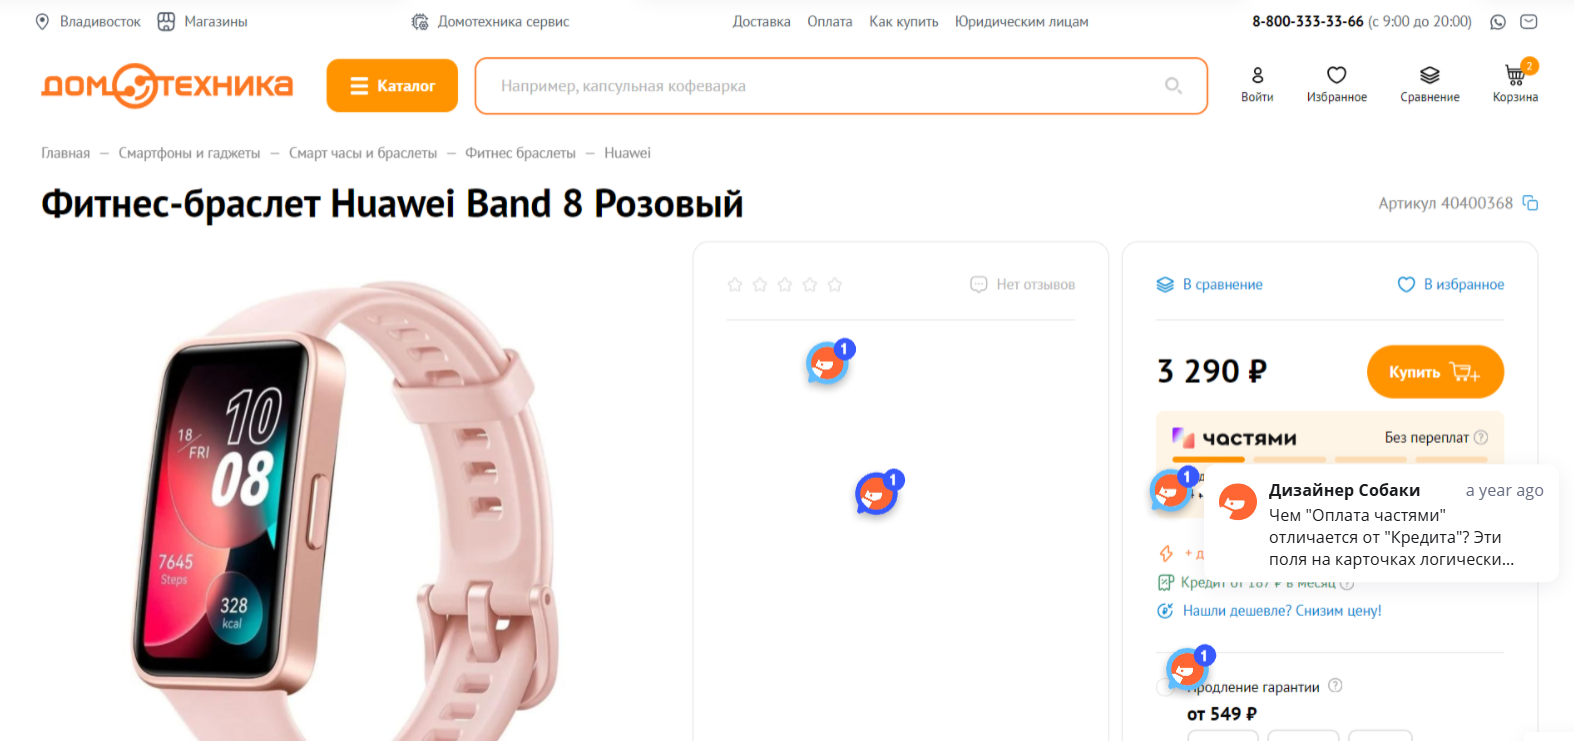 Владивосток
Магазины
Домотехника сервис
Доставка
Оплата
Как купить
Юридическим лицам
8-800-333-33-66 (с 9:00 до 20:00)
ДОМОТЕХНИКА
Каталог
Например, капсульная кофеварка
Войти
Избранное
Сравнение
2
Корзина
Главная — Смартфоны и гаджеты — Смарт часы и браслеты — Фитнес браслеты — Huawei
Фитнес-браслет Huawei Band 8 Розовый
Артикул 40400368
18/
FRI
10
08
7645
Steps
328
kcal
Нет отзывов
1
1
В сравнение
В избранное
3 290 ₽
Купить
частями
Без переплат ?
1
Дизайнер Собаки
a year ago
Чем "Оплата частями"
отличается от "Кредита"? Эти
поля на карточках логически...
+ д
Кредит от 187 ₽ в месяц ?
Нашли дешевле? Снизим цену!
1
Продление гарантии ?
от 549 ₽